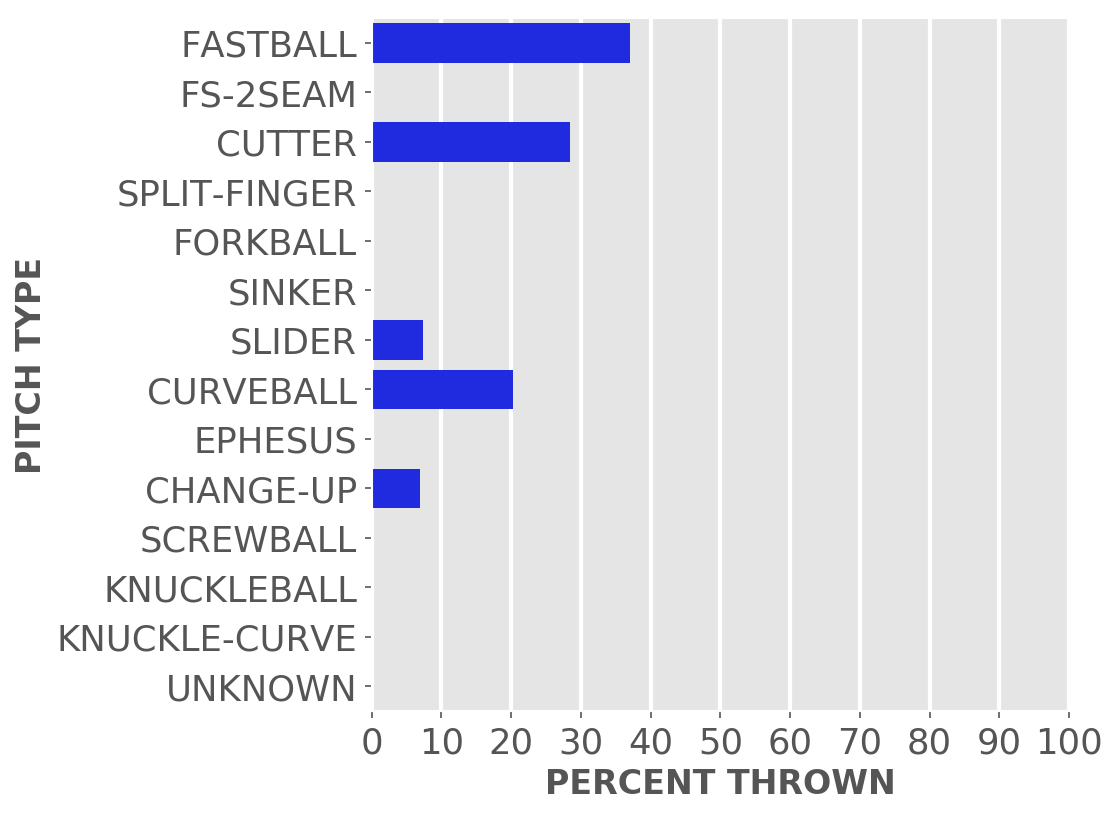 FASTBALL
FS-2SEAM
CUTTER
SPLIT-FINGER
FORKBALL
SINKER
SLIDER
CURVEBALL
EPHESUS
CHANGE-UP
SCREWBALL
KNUCKLEBALL
KNUCKLE-CURVE
UNKNOWN
PITCH TYPE
0 10 20 30 40 50 60 70 80 90 100
PERCENT THROWN